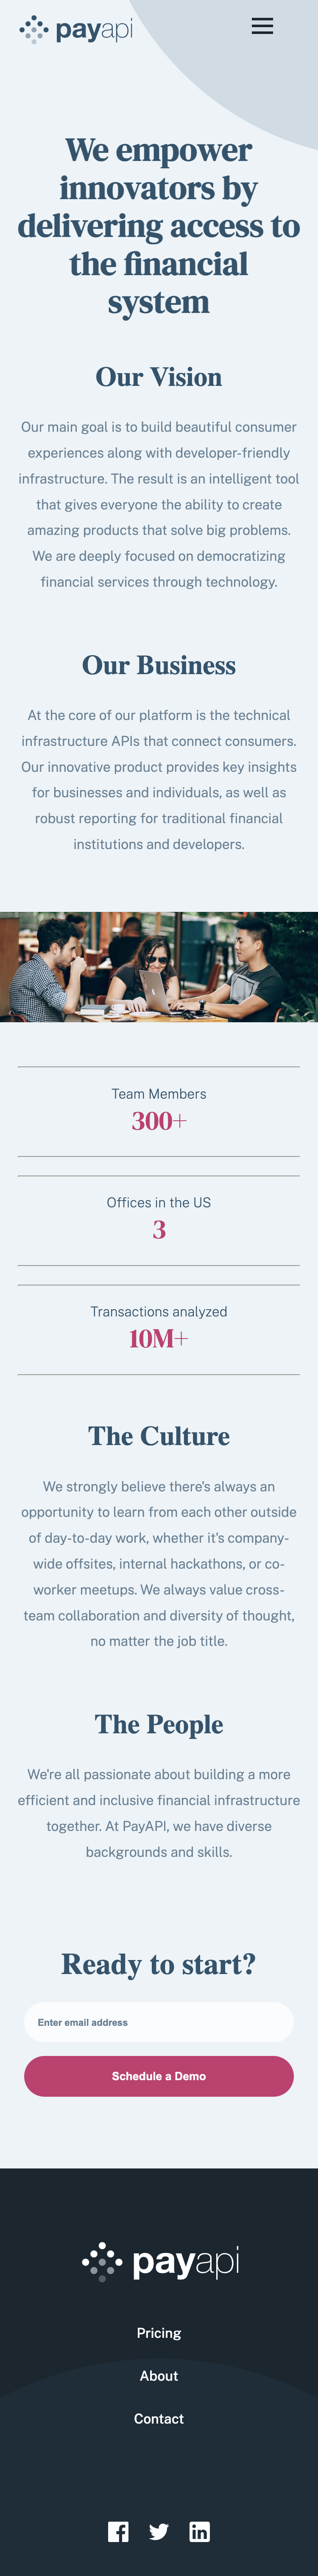 payapi
We empower
innovators by
delivering access to
the financial
system
Our Vision
Our main goal is to build beautiful consumer
experiences along with developer-friendly
infrastructure. The result is an intelligent tool
that gives everyone the ability to create
amazing products that solve big problems.
We are deeply focused on democratizing
financial services through technology.
Our Business
At the core of our platform is the technical
infrastructure APIs that connect consumers.
Our innovative product provides key insights
for businesses and individuals, as well as
robust reporting for traditional financial
institutions and developers.
Team Members
300+
Offices in the US
3
Transactions analyzed
10M+
The Culture
We strongly believe there's always an
opportunity to learn from each other outside
of day-to-day work, whether it's company-
wide offsites, internal hackathons, or co-
worker meetups. We always value cross-
team collaboration and diversity of thought,
no matter the job title.
The People
We're all passionate about building a more
efficient and inclusive financial infrastructure
together. At PayAPI, we have diverse
backgrounds and skills.
Ready to start?
Enter email address
Schedule a Demo
payapi
Pricing
About
Contact